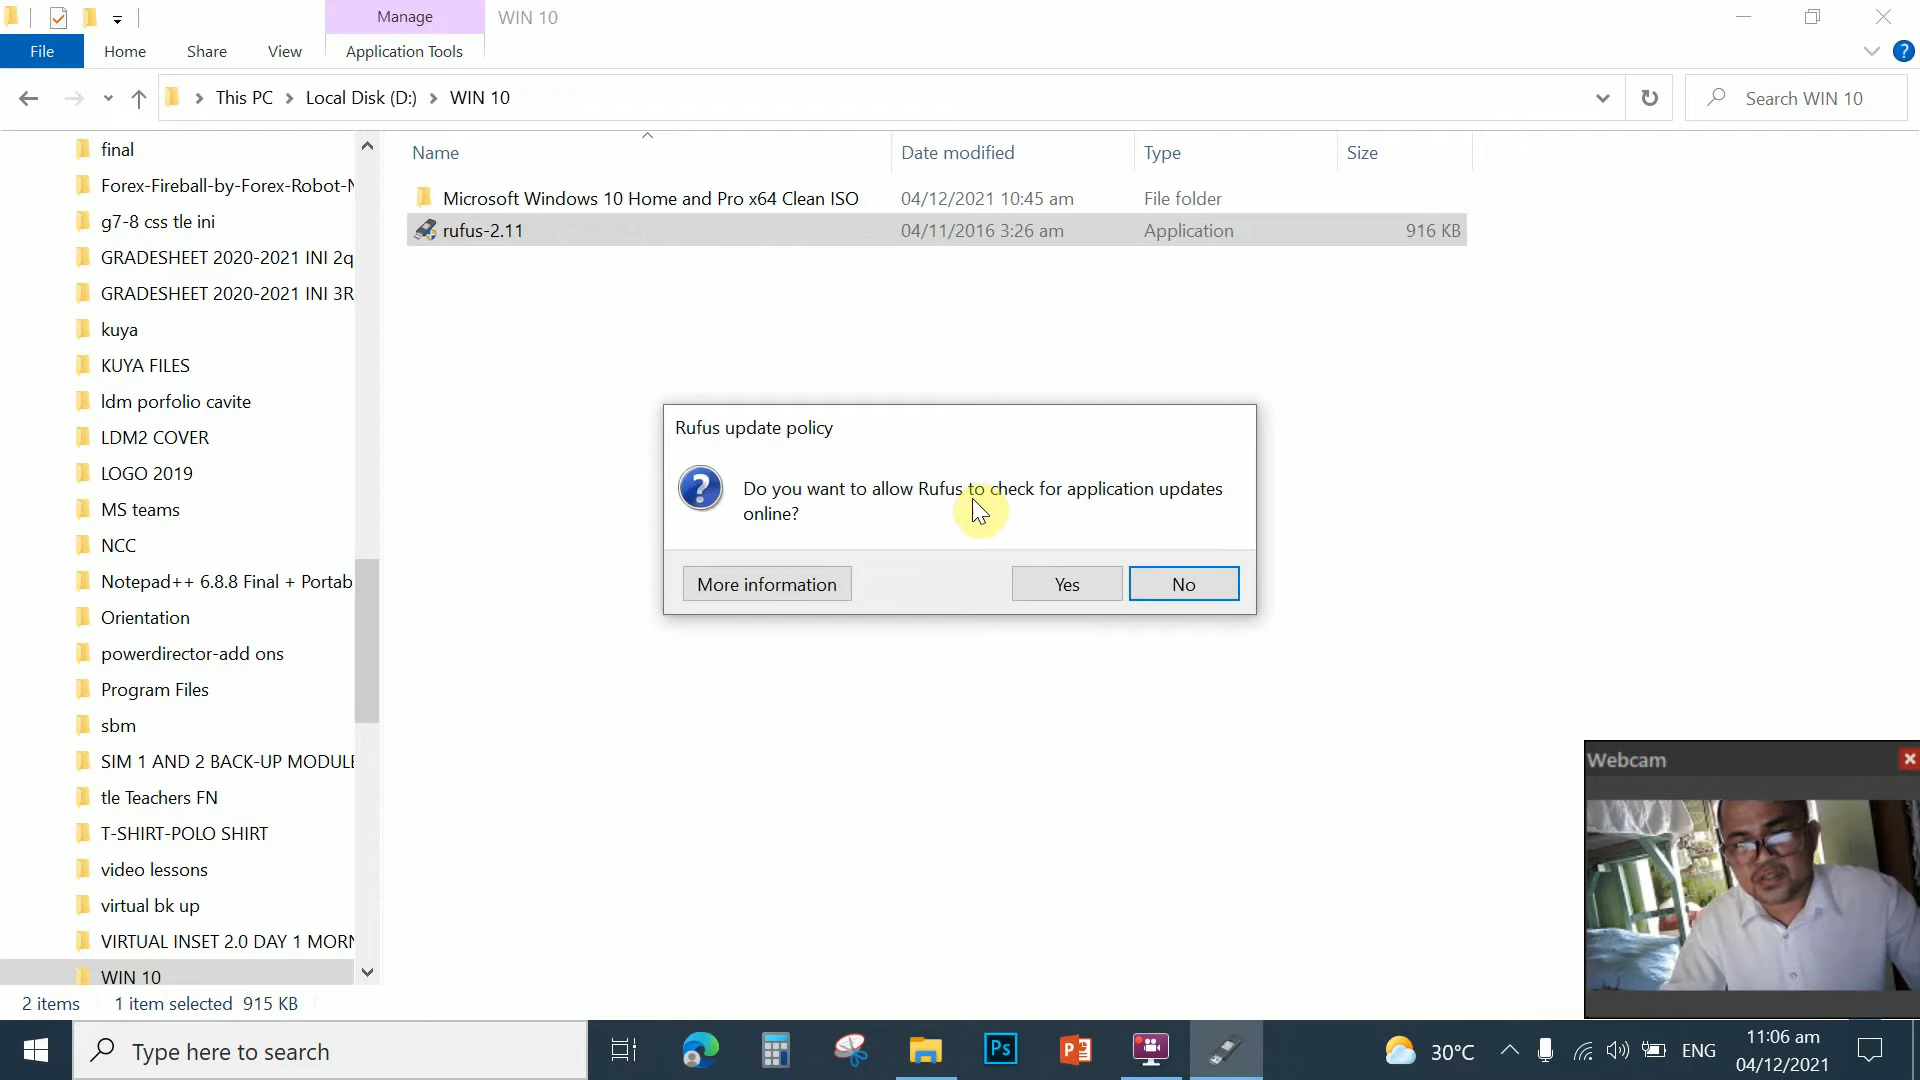 Manage
WIN 10
File
Home
Share
View
Application Tools
?
This PC
Local Disk (D:)
WIN 10
Search WIN 10
Name
Date modified
Type
Size
Microsoft Windows 10 Home and Pro x64 Clean ISO
04/12/2021 10:45 am
File folder
rufus-2.11
04/11/2016 3:26 am
Application
916 KB
final
Forex-Fireball-by-Forex-Robot-N
g7-8 css tle ini
GRADESHEET 2020-2021 INI 2q
GRADESHEET 2020-2021 INI 3R
kuya
KUYA FILES
ldm porfolio cavite
LDM2 COVER
LOGO 2019
MS teams
NCC
Notepad++ 6.8.8 Final + Portab
Orientation
powerdirector-add ons
Program Files
sbm
SIM 1 AND 2 BACK-UP MODULE
tle Teachers FN
T-SHIRT-POLO SHIRT
video lessons
virtual bk up
VIRTUAL INSET 2.0 DAY 1 MORN
WIN 10
Rufus update policy
?
Do you want to allow Rufus to check for application updates
online?
More information
Yes
No
Webcam
2 items
1 item selected 915 KB
Type here to search
Ps
P
30°C
ENG
11:06 am
04/12/2021